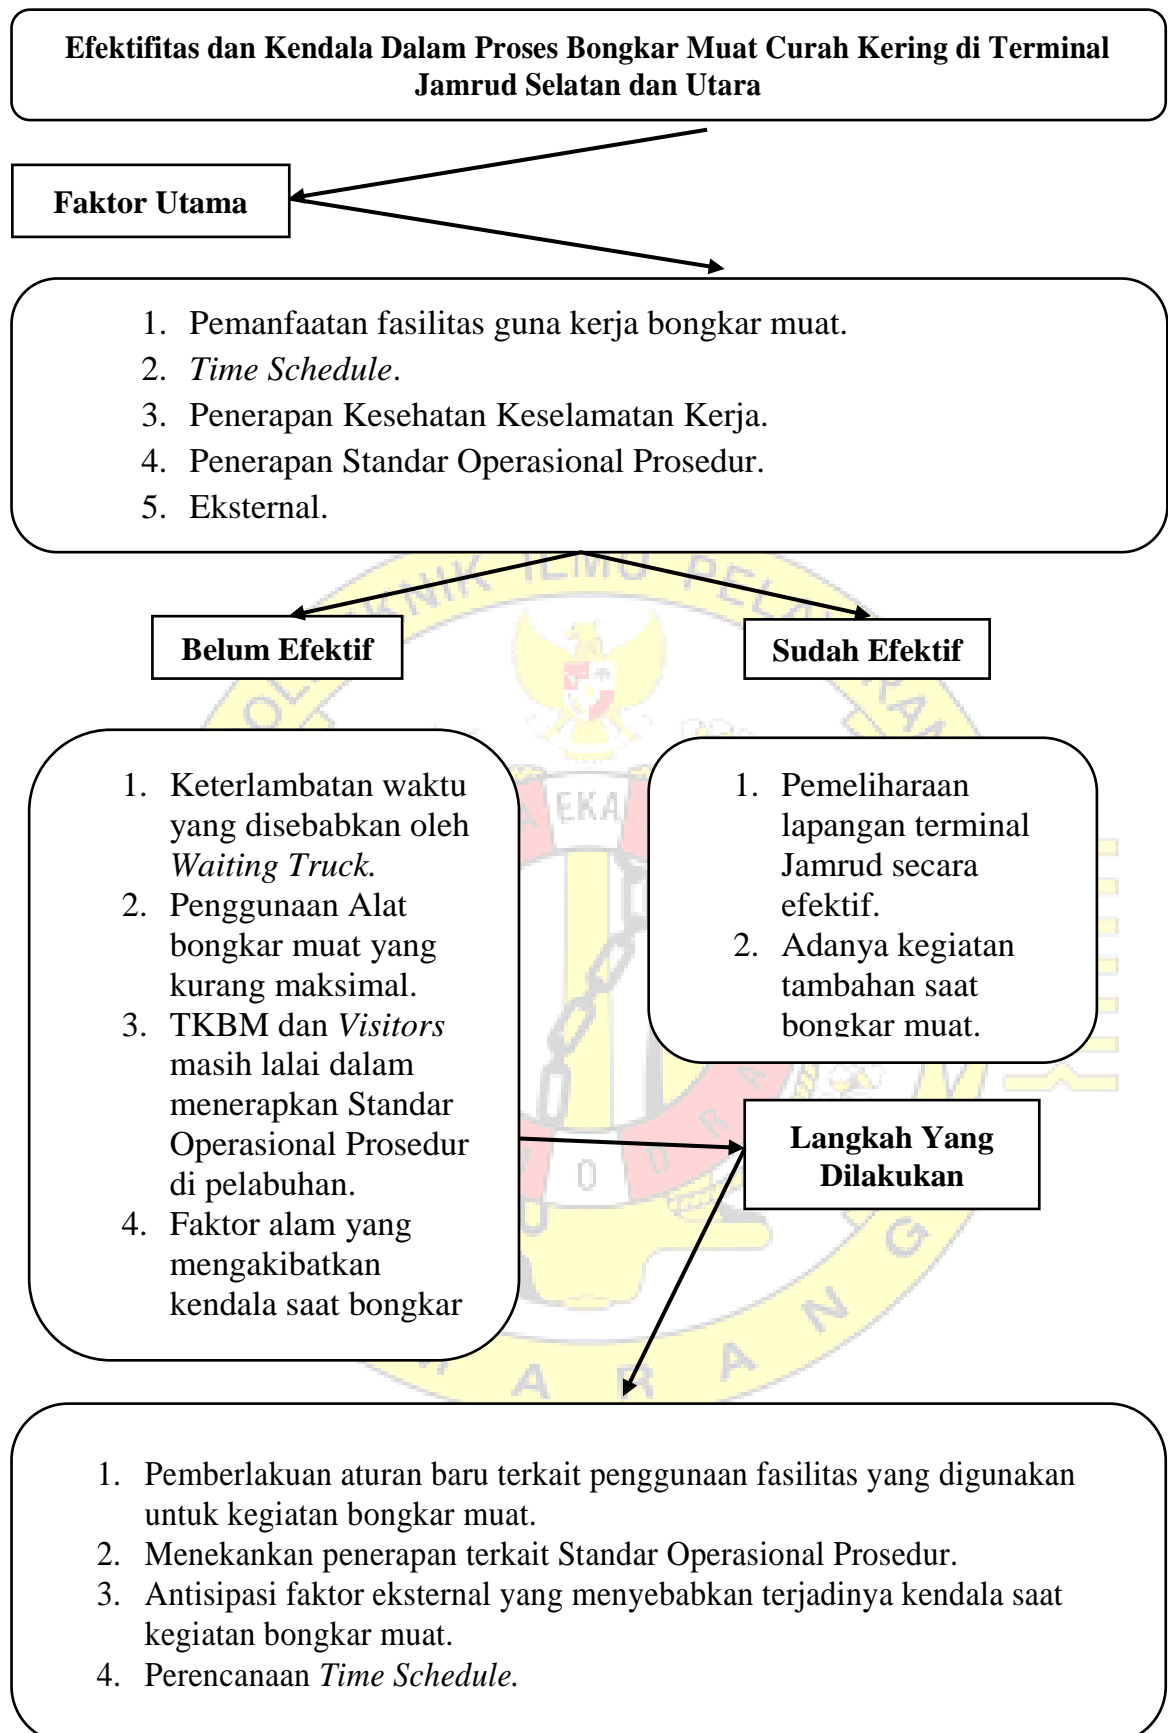 Efektifitas dan Kendala Dalam Proses Bongkar Muat Curah Kering di Terminal
Jamrud Selatan dan Utara
Faktor Utama
1. Pemanfaatan fasilitas guna kerja bongkar muat.
2. Time Schedule.
3. Penerapan Kesehatan Keselamatan Kerja.
4. Penerapan Standar Operasional Prosedur.
5. Eksternal.
Belum Efektif
Sudah Efektif
1. Keterlambatan waktu
yang disebabkan oleh
Waiting Truck.
2. Penggunaan Alat
bongkar muat yang
kurang maksimal.
3. TKBM dan Visitors
masih lalai dalam
menerapkan Standar
Operasional Prosedur
di pelabuhan.
4. Faktor alam yang
mengakibatkan
kendala saat bongkar
1. Pemeliharaan
lapangan terminal
Jamrud secara
efektif.
2. Adanya kegiatan
tambahan saat
bongkar muat.
Langkah Yang
Dilakukan
1. Pemberlakuan aturan baru terkait penggunaan fasilitas yang digunakan
untuk kegiatan bongkar muat.
2. Menekankan penerapan terkait Standar Operasional Prosedur.
3. Antisipasi faktor eksternal yang menyebabkan terjadinya kendala saat
kegiatan bongkar muat.
4. Perencanaan Time Schedule.
ILMU
EKA